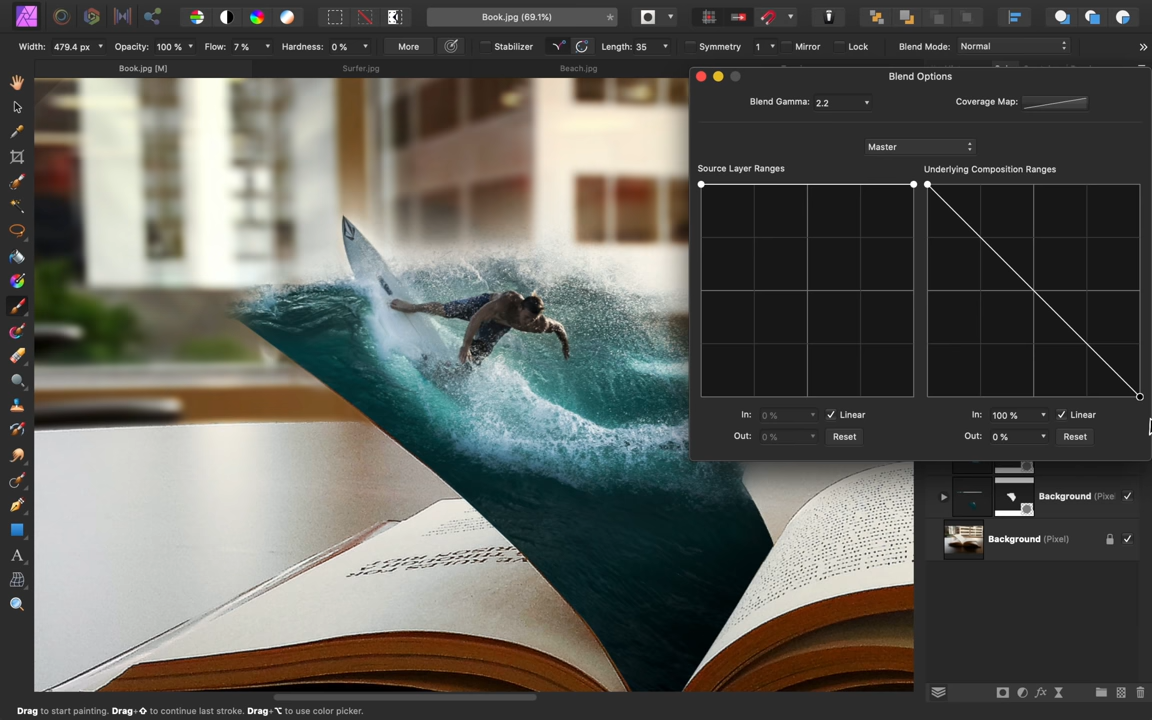 Book.jpg (69.1%)
Width: 479.4 px Opacity: 100 % Flow: 7 % Hardness: 0 % More Stabilizer Length: 35 Symmetry 1 Mirror Lock Blend Mode: Normal
Book.jpg [M] Surfer.jpg Beach.jpg
Blend Options
Blend Gamma: 2.2 Coverage Map:
Master
Source Layer Ranges Underlying Composition Ranges
In: 0 % Linear In: 100 % Linear
Out: 0 % Reset Out: 0 % Reset
Background (Pixe
Background (Pixel)
Drag to start painting. Drag+⇧ to continue last stroke. Drag+⌥ to use color picker.